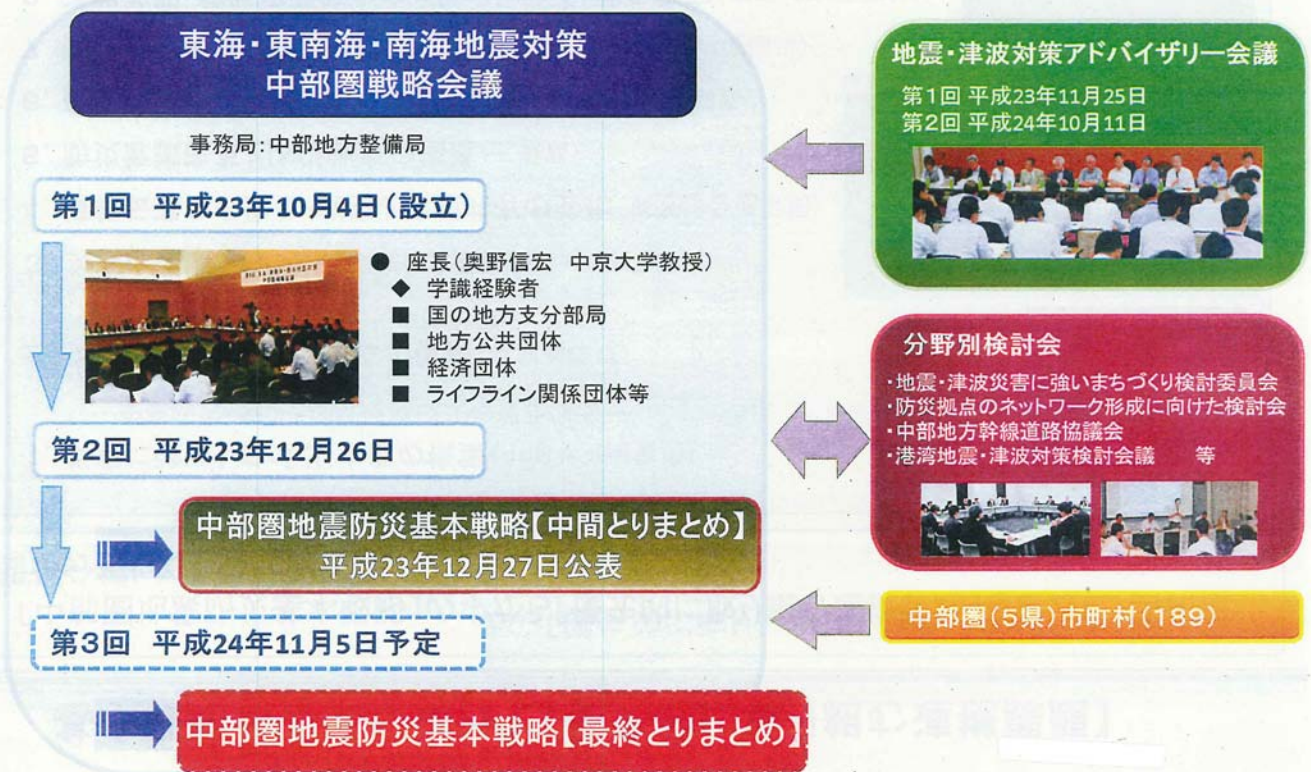 東海・東南海・南海地震対策
中部圏戦略会議
事務局:中部地方整備局
第1回 平成23年10月4日(設立)
● 座長(奥野信宏 中京大学教授)
◆ 学識経験者
■ 国の地方支分部局
■ 地方公共団体
■ 経済団体
■ ライフライン関係団体等
第2回 平成23年12月26日
中部圏地震防災基本戦略【中間とりまとめ】
平成23年12月27日公表
第3回 平成24年11月5日予定
中部圏地震防災基本戦略【最終とりまとめ】
地震・津波対策アドバイザリー会議
第1回 平成23年11月25日
第2回 平成24年10月11日
分野別検討会
・地震・津波災害に強いまちづくり検討委員会
・防災拠点のネットワーク形成に向けた検討会
・中部地方幹線道路協議会
・港湾地震・津波対策検討会議 等
中部圏(5県)市町村(189)